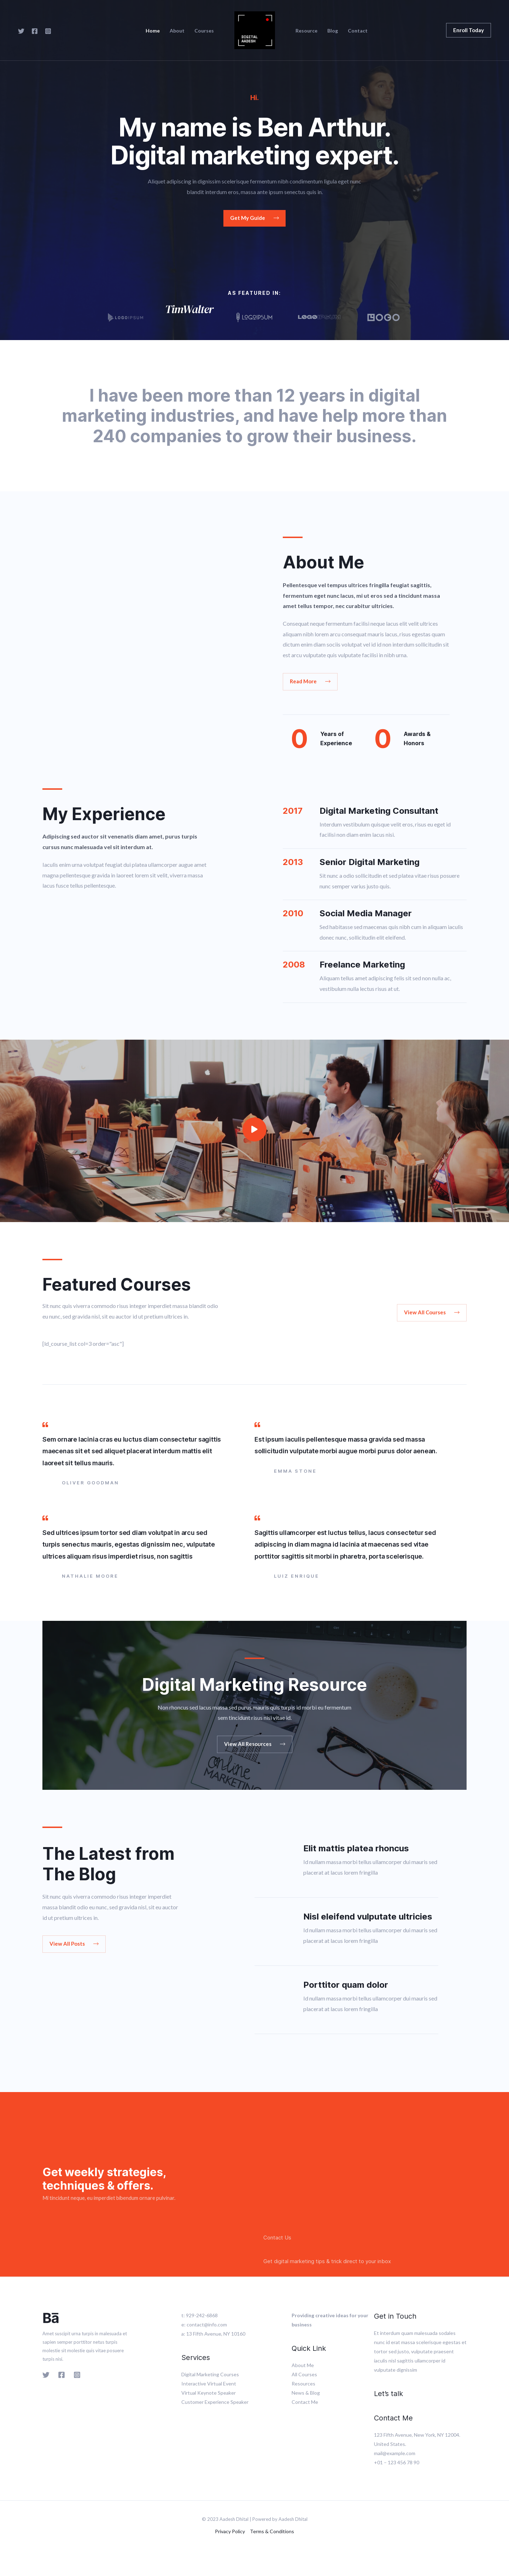 Home About Courses
DIGITAL
AADESH
Resource Blog Contact
Enroll Today
HI,
My name is Ben Arthur.
Digital marketing expert.
Aliquet adipiscing in dignissim scelerisque fermentum nibh condimentum ligula eget nunc
blandit interdum eros, massa ante ipsum senectus quis in.
Get My Guide
AS FEATURED IN:
LOGOIPSUM
TimWalter
LOGOIPSUM
LOGOIPSUM
LOGO
I have been more than 12 years in digital
marketing industries, and have help more than
240 companies to grow their business.
About Me
Pellentesque vel tempus ultrices fringilla feugiat sagittis,
fermentum eget nunc lacus, mi ut eros sed a tincidunt massa
amet tellus tempor, nec curabitur ultricies.
Consequat neque fermentum facilisi neque lacus elit velit ultrices
aliquam nibh lorem arcu consequat mauris lacus, risus egestas quam
dictum enim diam sociis volutpat vel id id non interdum sollicitudin vit
est arcu vulputate quis vulputate facilisi in nibh urna.
Read More
0 Years of
Experience
0 Awards &
Honors
My Experience
Adipiscing sed auctor sit venenatis diam amet, purus turpis
cursus nunc malesuada vel sit interdum at.
Iaculis enim urna volutpat feugiat dui platea ullamcorper augue amet
magna pellentesque gravida in laoreet lorem sit velit, viverra massa
lacus fusce tellus pellentesque.
2017 Digital Marketing Consultant
Interdum vestibulum quisque velit eros, risus eu eget id
facilisi non diam enim lacus nisi.
2013 Senior Digital Marketing
Sit nunc a odio sollicitudin et sed platea vitae risus posuere
nunc semper varius justo quis.
2010 Social Media Manager
Sed habitasse sed maecenas quis nibh cum in aliquam iaculis
donec nunc, sollicitudin elit eleifend.
2008 Freelance Marketing
Aliquam tellus amet adipiscing felis sit sed non nulla ac,
vestibulum nulla lectus risus at ut.
Featured Courses
Sit nunc quis viverra commodo risus integer imperdiet massa blandit odio
eu nunc, sed gravida nisl, sit eu auctor id ut pretium ultrices in.
View All Courses
[ld_course_list col=3 order="asc"]
Sem ornare lacinia cras eu luctus diam consectetur sagittis
maecenas sit et sed aliquet placerat interdum mattis elit
laoreet sit tellus mauris.
OLIVER GOODMAN
Est ipsum iaculis pellentesque massa gravida sed massa
sollicitudin vulputate morbi augue morbi purus dolor aenean.
EMMA STONE
Sed ultrices ipsum tortor sed diam volutpat in arcu sed
turpis senectus mauris, egestas dignissim nec, vulputate
ultrices aliquam risus imperdiet risus, non sagittis
NATHALIE MOORE
Sagittis ullamcorper est luctus tellus, lacus consectetur sed
adipiscing in diam magna id lacinia at maecenas sed vitae
porttitor sagittis sit morbi in pharetra, porta scelerisque.
LUIZ ENRIQUE
Digital Marketing Resource
Non rhoncus sed lacus massa sed purus mauris quis turpis id morbi eu fermentum
sem tincidunt risus nisi vitae id.
View All Resources
ONLINE
MARKETING
The Latest from
The Blog
Sit nunc quis viverra commodo risus integer imperdiet
massa blandit odio eu nunc, sed gravida nisl, sit eu auctor
id ut pretium ultrices in.
View All Posts
Elit mattis platea rhoncus
Id nullam massa morbi tellus ullamcorper dui mauris sed
placerat at lacus lorem fringilla
Nisl eleifend vulputate ultricies
Id nullam massa morbi tellus ullamcorper dui mauris sed
placerat at lacus lorem fringilla
Porttitor quam dolor
Id nullam massa morbi tellus ullamcorper dui mauris sed
placerat at lacus lorem fringilla
Get weekly strategies,
techniques & offers.
Mi tincidunt neque, eu imperdiet bibendum ornare pulvinar.
Contact Us
Get digital marketing tips & trick direct to your inbox
Ba
Amet suscipit urna turpis in malesuada et
sapien semper porttitor netus turpis
molestie at molestie quis vitae posuere
turpis nisi.
t: 929-242-6868
e: contact@info.com
a: 13 Fifth Avenue, NY 10160
Services
Digital Marketing Courses
Interactive Virtual Event
Virtual Keynote Speaker
Customer Experience Speaker
Providing creative ideas for your
business
Quick Link
About Me
All Courses
Resources
News & Blog
Contact Me
Get in Touch
Et interdum quam malesuada sodales
nunc id erat massa scelerisque egestas et
tortor sed justo, vulputate praesent
iaculis nisl sagittis ullamcorper id
vulputate dignissim
Let's talk
Contact Me
123 Fifth Avenue, New York, NY 12004.
United States.
mail@example.com
+01 – 123 456 78 90
© 2023 Aadesh Dhital | Powered by Aadesh Dhital
Privacy Policy Terms & Conditions